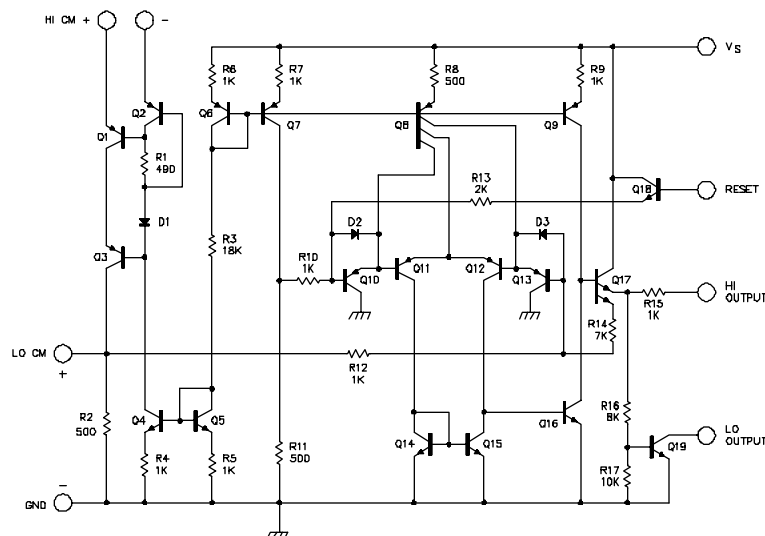 HI CM + -
VS
R6
1K
R7
1K
R8
500
R9
1K
Q6
Q7
Q8
Q9
Q2
Q1
R1
490
R13
2K
Q18
RESET
D1
D2
D3
R3
18K
Q3
R10
1K
Q10
Q11
Q12
Q13
Q17
R15
1K
HI
OUTPUT
R14
7K
LO CM
+
R12
1K
R2
500
Q4
Q5
R11
500
Q14
Q15
Q16
R16
8K
Q19
LO
OUTPUT
R4
1K
R5
1K
R17
10K
-
GND